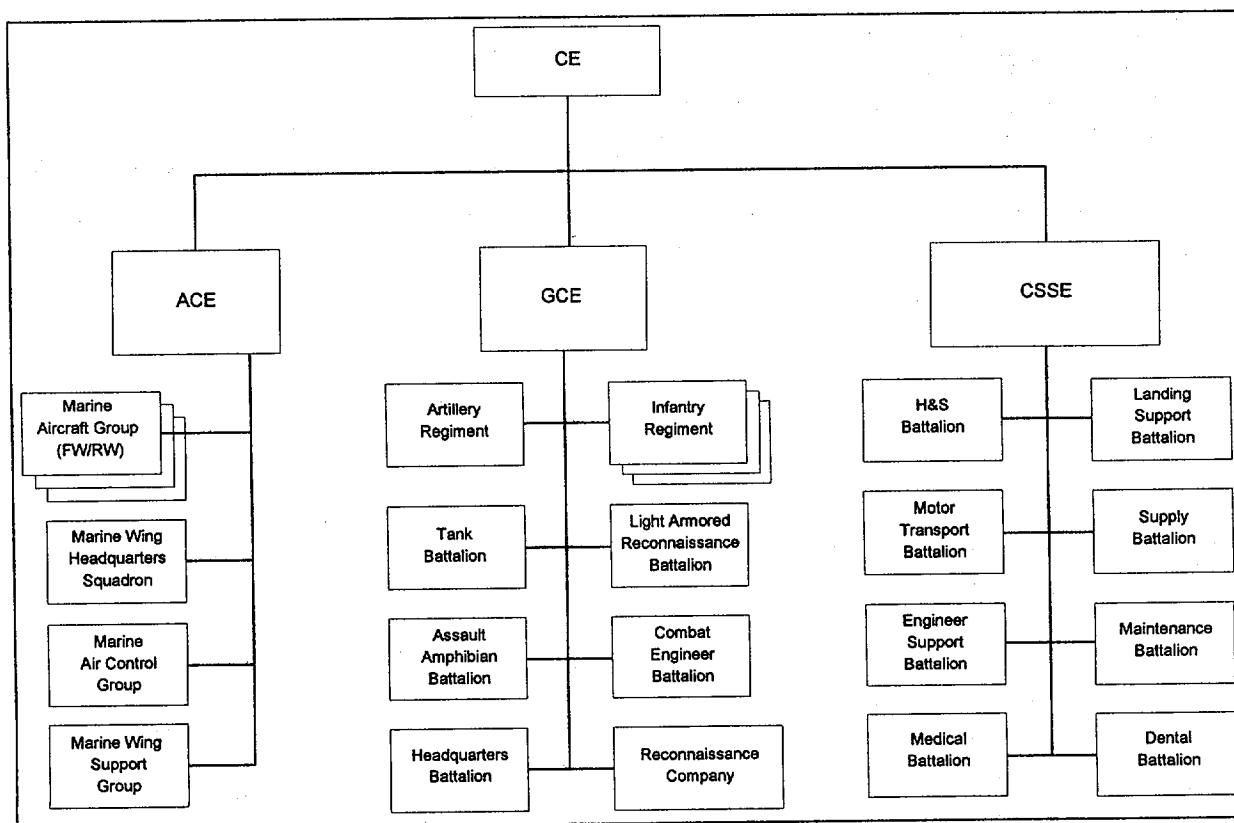 CE
ACE
GCE
CSSE
Marine
Aircraft Group
(FW/RW)
Marine Wing
Headquarters
Squadron
Marine
Air Control
Group
Marine Wing
Support
Group
Artillery
Regiment
Infantry
Regiment
Tank
Battalion
Light Armored
Reconnaissance
Battalion
Assault
Amphibian
Battalion
Combat
Engineer
Battalion
Headquarters
Battalion
Reconnaissance
Company
H&S
Battalion
Landing
Support
Battalion
Motor
Transport
Battalion
Supply
Battalion
Engineer
Support
Battalion
Maintenance
Battalion
Medical
Battalion
Dental
Battalion